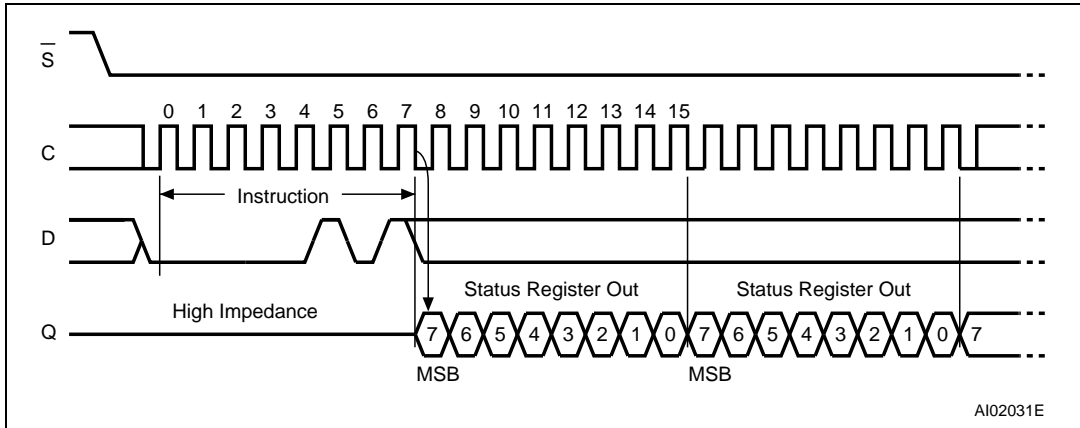 S̅
0 1 2 3 4 5 6 7 8 9 10 11 12 13 14 15
C
Instruction
D
High Impedance
Status Register Out
Status Register Out
Q
7 6 5 4 3 2 1 0 7 6 5 4 3 2 1 0 7
MSB
MSB
AI02031E